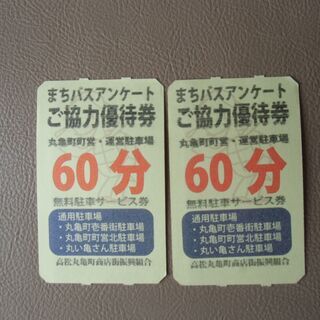 まちバスアンケート
ご協力優待券
丸亀町町営・運営駐車場
60分
無料駐車サービス券
通用駐車場
・丸亀町壱番街駐車場
・丸亀町町営北駐車場
・丸い亀さん駐車場
高松丸亀町商店街振興組合
まちバスアンケート
ご協力優待券
丸亀町町営・運営駐車場
60分
無料駐車サービス券
通用駐車場
・丸亀町壱番街駐車場
・丸亀町町営北駐車場
・丸い亀さん駐車場
高松丸亀町商店街振興組合